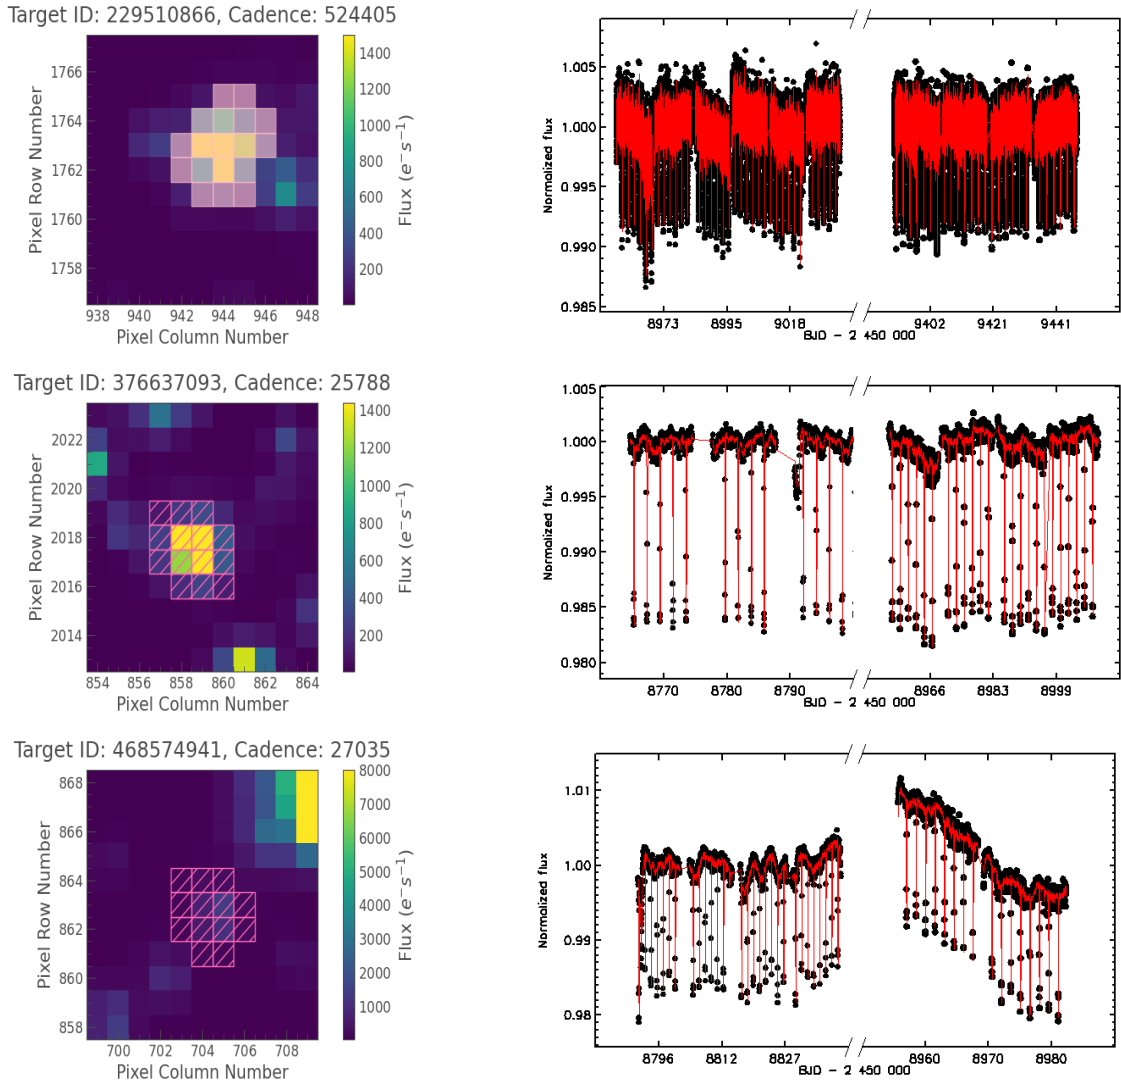 Target ID: 229510866, Cadence: 524405
1766
1764
1762
1760
1758
938 940 942 944 946 948
Pixel Row Number
Pixel Column Number
1400
1200
1000
800
600
400
200
Flux (e⁻s⁻¹)
1.005
1.000
0.995
0.990
0.985
Normalized flux
8973 8995 9018 9402 9421 9441
BJD - 2 450 000
Target ID: 376637093, Cadence: 25788
2022
2020
2018
2016
2014
854 856 858 860 862 864
Pixel Row Number
Pixel Column Number
1400
1200
1000
800
600
400
200
Flux (e⁻s⁻¹)
1.005
1.000
0.995
0.990
0.985
0.980
Normalized flux
8770 8780 8790 8966 8983 8999
BJD - 2 450 000
Target ID: 468574941, Cadence: 27035
868
866
864
862
860
858
700 702 704 706 708
Pixel Row Number
Pixel Column Number
8000
7000
6000
5000
4000
3000
2000
1000
Flux (e⁻s⁻¹)
1.01
1.00
0.99
0.98
Normalized flux
8796 8812 8827 8960 8970 8980
BJD - 2 450 000